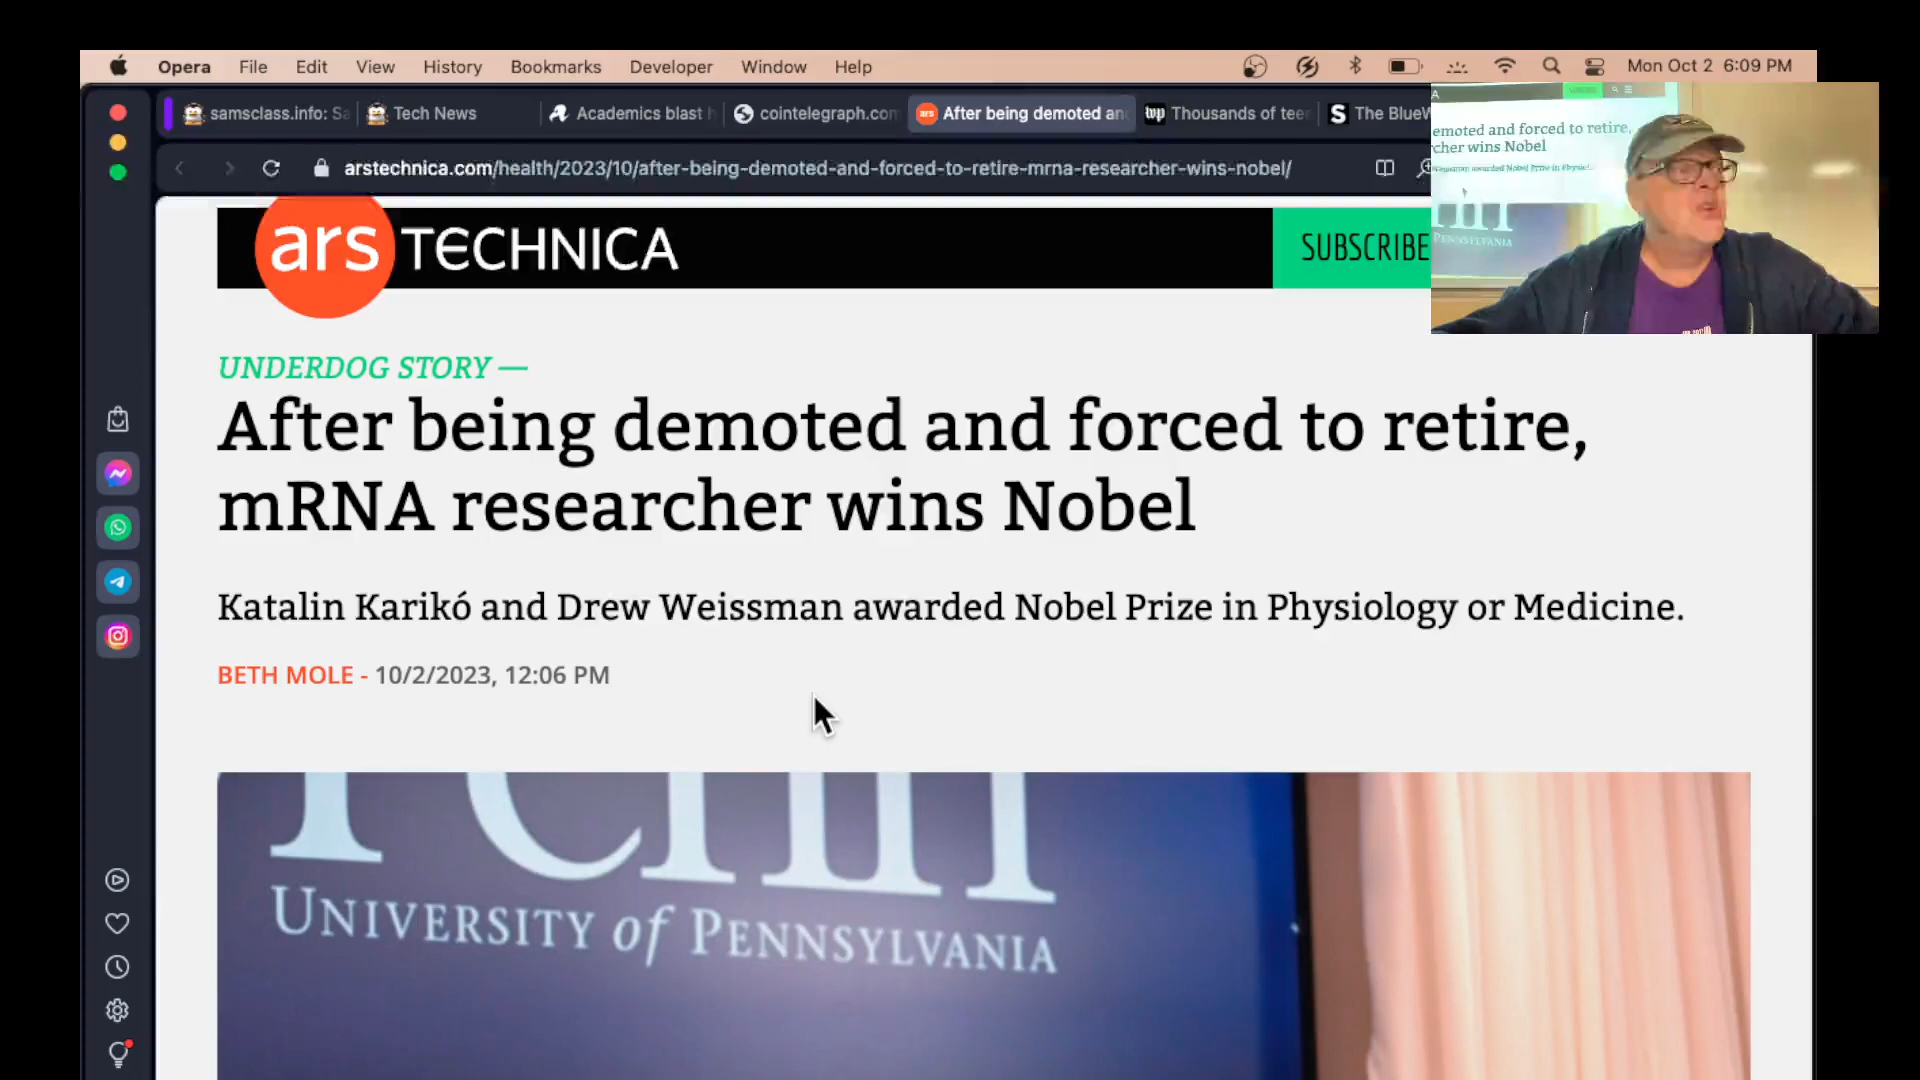 Opera File Edit View History Bookmarks Developer Window Help Mon Oct 2 6:09 PM
samsclass.info: Sa Tech News Academics blast cointelegraph.com After being demoted an Thousands of tee The BlueW
arstechnica.com/health/2023/10/after-being-demoted-and-forced-to-retire-mrna-researcher-wins-nobel/
emoted and forced to retire,
cher wins Nobel
PENNSYLVANIA
ars TECHNICA
SUBSCRIBE
UNDERDOG STORY —
After being demoted and forced to retire,
mRNA researcher wins Nobel
Katalin Karikó and Drew Weissman awarded Nobel Prize in Physiology or Medicine.
BETH MOLE - 10/2/2023, 12:06 PM
Penn
UNIVERSITY of PENNSYLVANIA